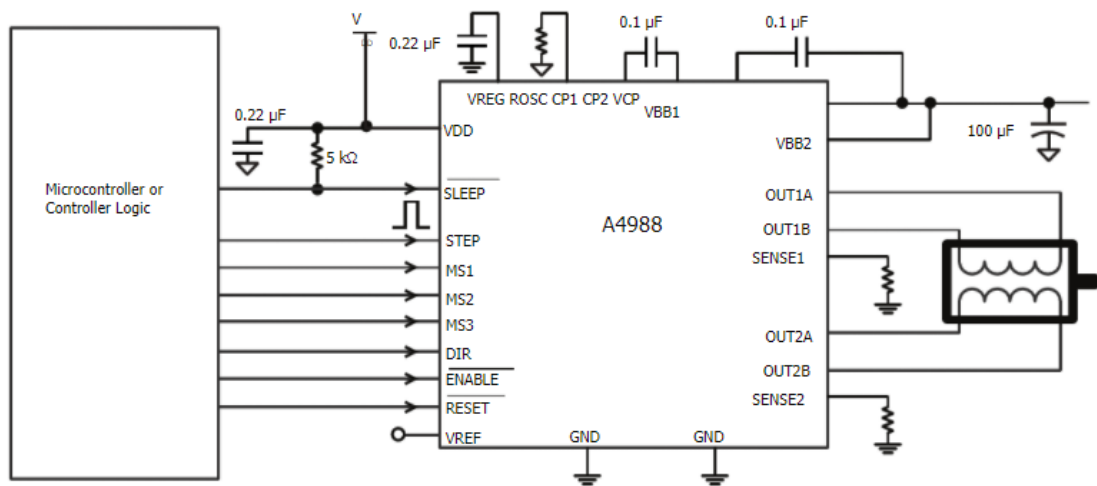 V
0.22 µF
0.1 µF
0.1 µF
VREG ROSC CP1 CP2 VCP
VBB1
0.22 µF
VDD
100 µF
VBB2
5 kΩ
Microcontroller or
Controller Logic
SLEEP
OUT1A
A4988
OUT1B
STEP
SENSE1
MS1
MS2
MS3
OUT2A
DIR
OUT2B
ENABLE
SENSE2
RESET
VREF
GND
GND